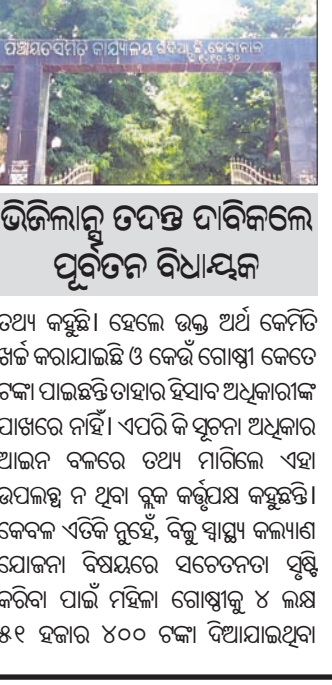 ପଞ୍ଚାୟତସମିତି କାର୍ଯ୍ୟାଳୟ ଗଁଦିଆ, ଢେଙ୍କାନାଳ
ଭିଜିଲାନ୍ସ ତଦନ୍ତ ଦାବିକଲେ
ପୂର୍ବତନ ବିଧାୟକ
ତଥ୍ୟ କହୁଛି। ହେଲେ ଉକ୍ତ ଅର୍ଥ କେମିତି
ଖର୍ଚ୍ଚ କରାଯାଇଛି ଓ କେଉଁ ଗୋଷ୍ଠୀ କେତେ
ଟଙ୍କା ପାଇଛନ୍ତି ତାହାର ହିସାବ ଅଧିକାରୀଙ୍କ
ପାଖରେ ନାହିଁ। ଏପରି କି ସୂଚନା ଅଧିକାର
ଆଇନ ବଳରେ ତଥ୍ୟ ମାଗିଲେ ଏହା
ଉପଲବ୍ଧ ନ ଥିବା ବ୍ଲକ କର୍ତ୍ତୃପକ୍ଷ କହୁଛନ୍ତି।
କେବଳ ଏତିକି ନୁହେଁ, ବିଜୁ ସ୍ୱାସ୍ଥ୍ୟ କଲ୍ୟାଣ
ଯୋଜନା ବିଷୟରେ ସଚେତନତା ସୃଷ୍ଟି
କରିବା ପାଇଁ ମହିଳା ଗୋଷ୍ଠୀକୁ ୪ ଲକ୍ଷ
୫୧ ହଜାର ୪୦୦ ଟଙ୍କା ଦିଆଯାଇଥିବା